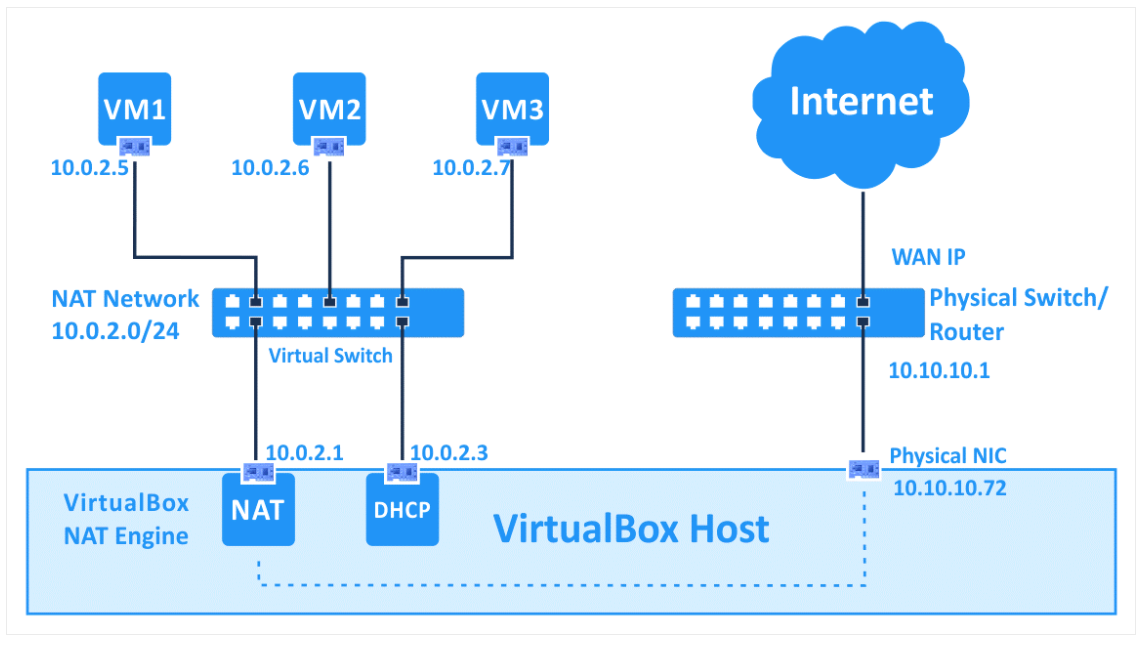 VM1
VM2
VM3
Internet
10.0.2.5
10.0.2.6
10.0.2.7
WAN IP
NAT Network
10.0.2.0/24
Virtual Switch
Physical Switch/
Router
10.10.10.1
10.0.2.1
10.0.2.3
Physical NIC
10.10.10.72
VirtualBox
NAT Engine
NAT
DHCP
VirtualBox Host